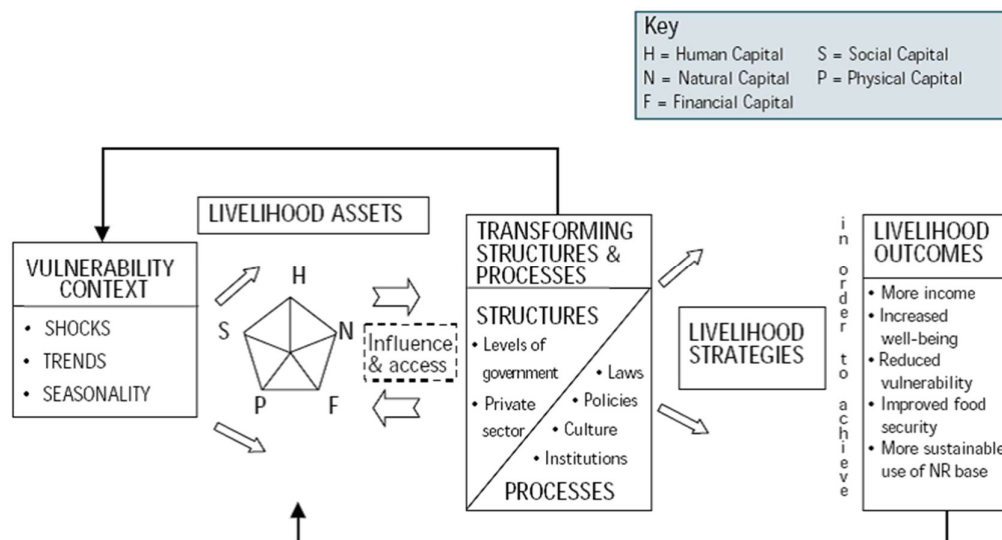 Key
H = Human Capital S = Social Capital
N = Natural Capital P = Physical Capital
F = Financial Capital
LIVELIHOOD ASSETS
VULNERABILITY
CONTEXT
• SHOCKS
• TRENDS
• SEASONALITY
H
S
N
P
F
Influence
& access
TRANSFORMING
STRUCTURES &
PROCESSES
STRUCTURES
• Levels of
government
• Private
sector
• Laws
• Policies
• Culture
• Institutions
PROCESSES
LIVELIHOOD
STRATEGIES
in order to achieve
LIVELIHOOD
OUTCOMES
• More income
• Increased
well-being
• Reduced
vulnerability
• Improved food
security
• More sustainable
use of NR base